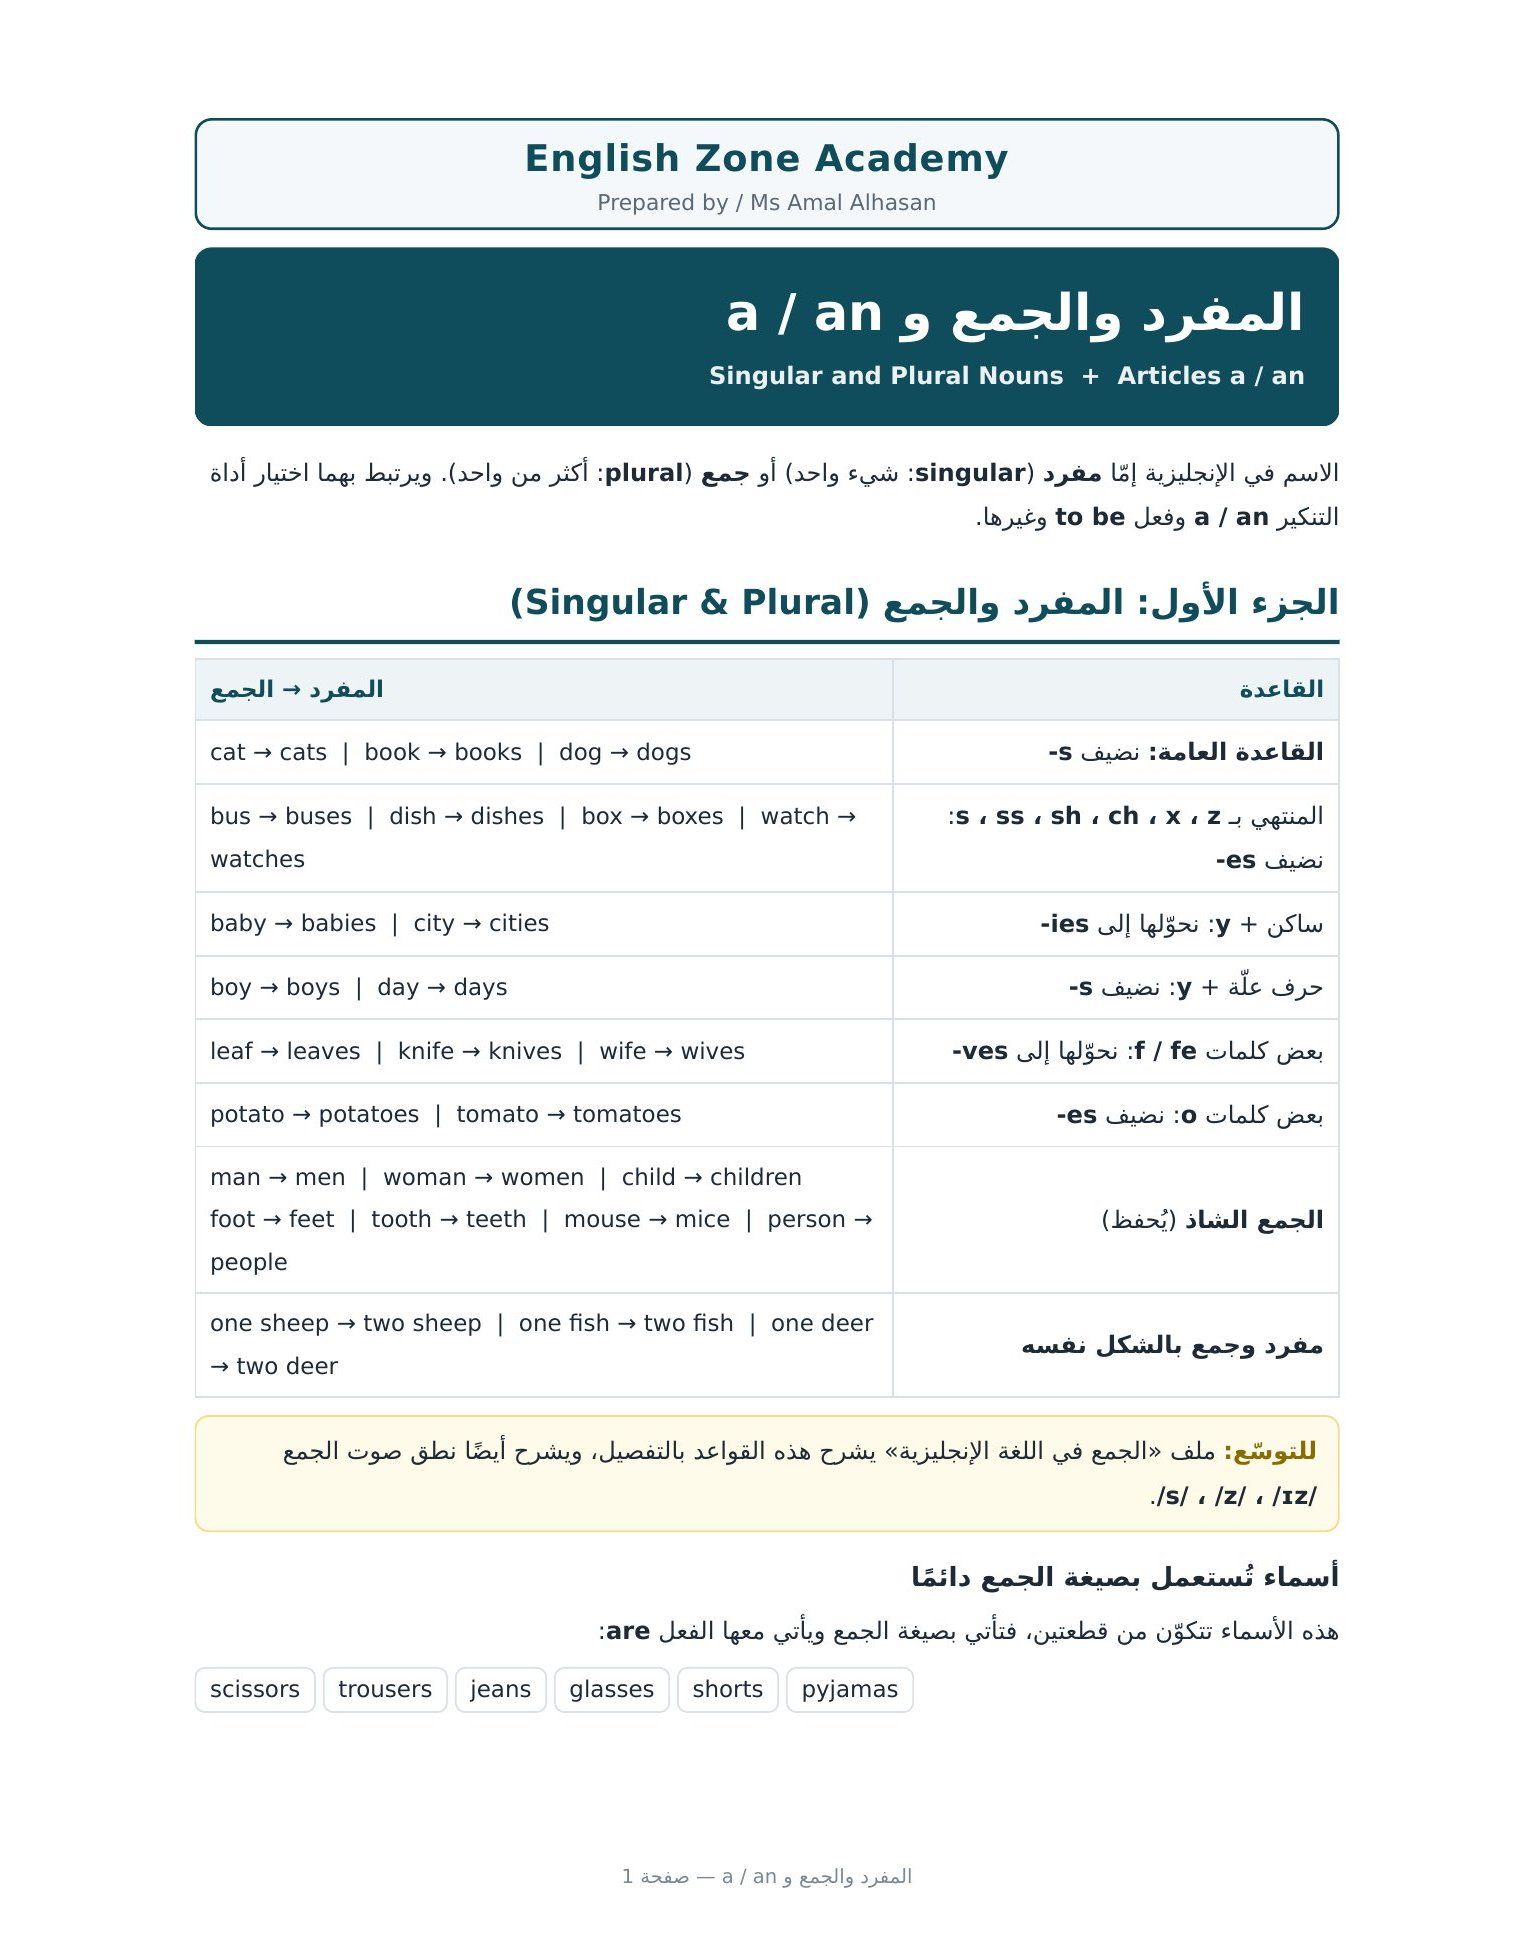 English Zone Academy
Prepared by / Ms Amal Alhasan
المفرد والجمع و a / an
Singular and Plural Nouns + Articles a / an
الاسم في الإنجليزية إمّا مفرد (singular: شيء واحد) أو جمع (plural: أكثر من واحد). ويرتبط بهما اختيار أداة
التنكير a / an وفعل to be وغيرها.
الجزء الأول: المفرد والجمع (Singular & Plural)
القاعدة
المفرد → الجمع
القاعدة العامة: نضيف -s
cat → cats | book → books | dog → dogs
المنتهي بـ s ، ss ، sh ، ch ، x ، z:
نضيف -es
bus → buses | dish → dishes | box → boxes | watch →
watches
ساكن + y: نحوّلها إلى -ies
baby → babies | city → cities
حرف علّة + y: نضيف -s
boy → boys | day → days
بعض كلمات f / fe: نحوّلها إلى -ves
leaf → leaves | knife → knives | wife → wives
بعض كلمات o: نضيف -es
potato → potatoes | tomato → tomatoes
الجمع الشاذ (يُحفظ)
man → men | woman → women | child → children
foot → feet | tooth → teeth | mouse → mice | person →
people
مفرد وجمع بالشكل نفسه
one sheep → two sheep | one fish → two fish | one deer
→ two deer
للتوسّع: ملف «الجمع في اللغة الإنجليزية» يشرح هذه القواعد بالتفصيل، ويشرح أيضًا نطق صوت الجمع
/s/ ، /z/ ، /ɪz/.
أسماء تُستعمل بصيغة الجمع دائمًا
هذه الأسماء تتكوّن من قطعتين، فتأتي بصيغة الجمع ويأتي معها الفعل are:
scissors trousers jeans glasses shorts pyjamas
المفرد والجمع و a / an — صفحة 1